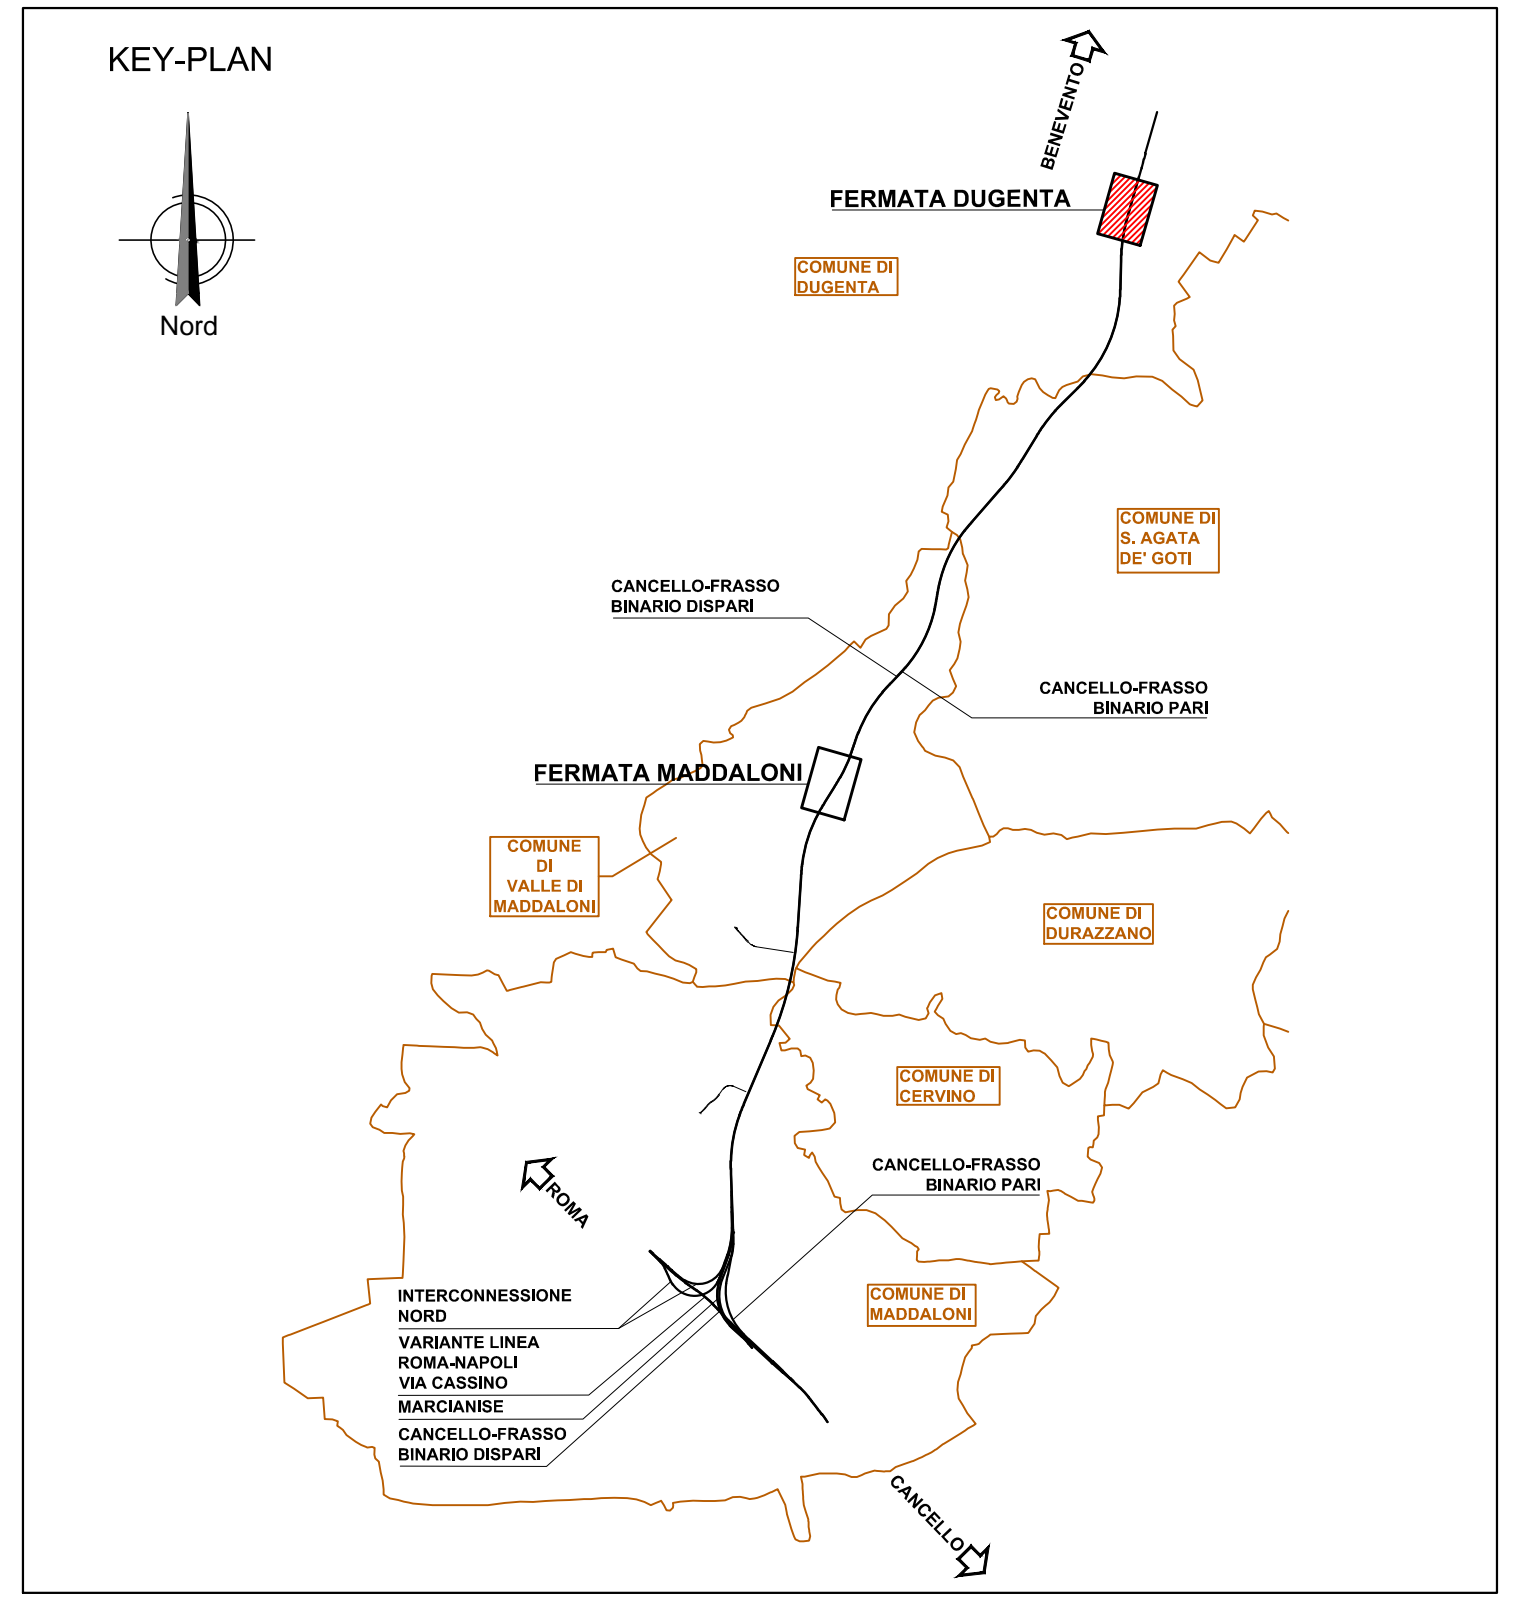 KEY-PLAN
Nord
BENEVENTO
FERMATA DUGENTA
COMUNE DI
DUGENTA
COMUNE DI
S. AGATA
DE' GOTI
CANCELLO-FRASSO
BINARIO DISPARI
CANCELLO-FRASSO
BINARIO PARI
FERMATA MADDALONI
COMUNE
DI
VALLE DI
MADDALONI
COMUNE DI
DURAZZANO
COMUNE DI
CERVINO
CANCELLO-FRASSO
BINARIO PARI
ROMA
INTERCONNESSIONE
NORD
COMUNE DI
MADDALONI
VARIANTE LINEA
ROMA-NAPOLI
VIA CASSINO
MARCIANISE
CANCELLO-FRASSO
BINARIO DISPARI
CANCELLO